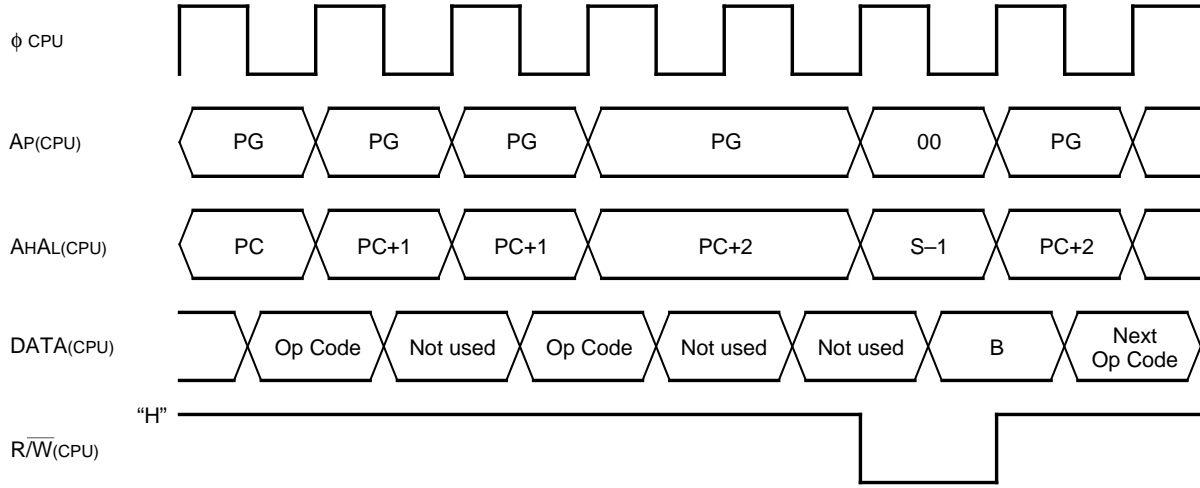 ϕ CPU
AP(CPU)
PG PG PG PG 00 PG
AHAL(CPU)
PC PC+1 PC+1 PC+2 S–1 PC+2
DATA(CPU)
Op Code Not used Op Code Not used Not used B Next
Op Code
“H”
R/W̅(CPU)